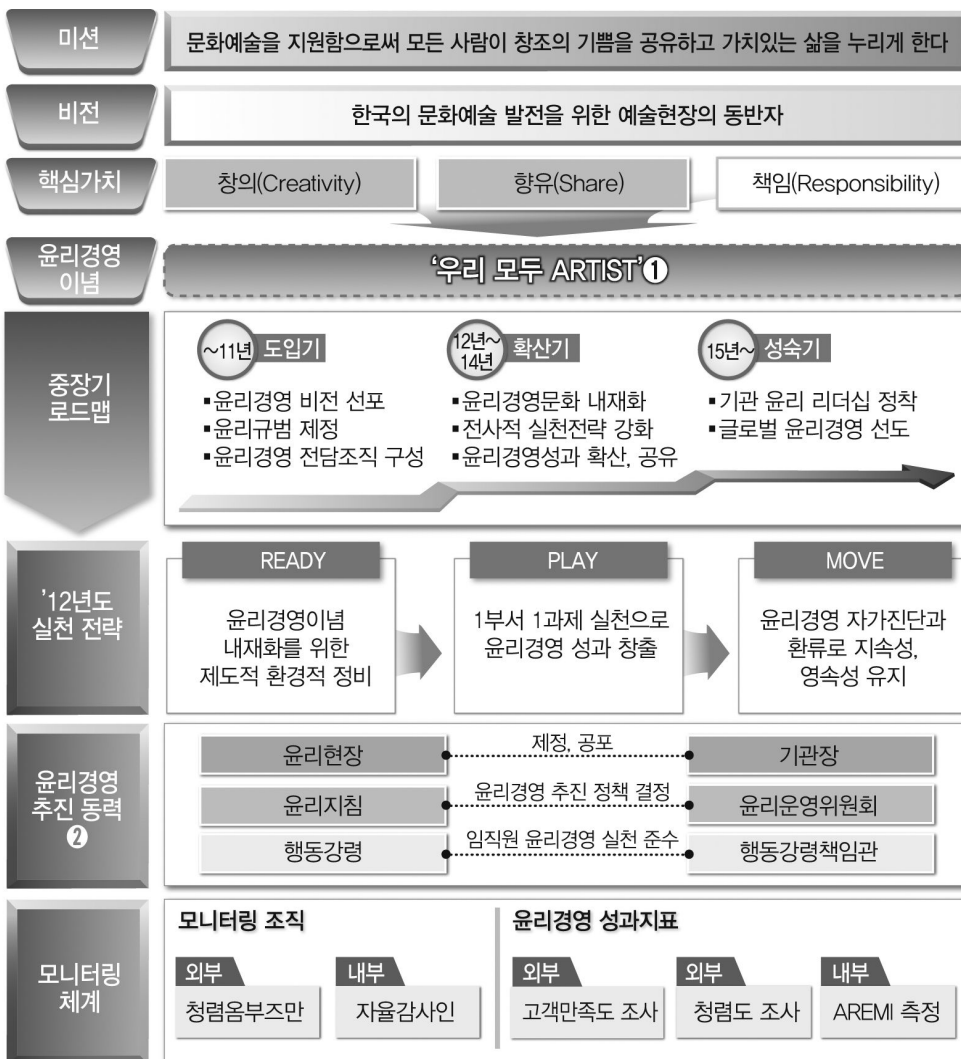 미션
문화예술을 지원함으로써 모든 사람이 창조의 기쁨을 공유하고 가치있는 삶을 누리게 한다
비전
한국의 문화예술 발전을 위한 예술현장의 동반자
핵심가치
창의(Creativity)
향유(Share)
책임(Responsibility)
윤리경영
이념
‘우리 모두 ARTIST’❶
중장기
로드맵
~11년 도입기
▪윤리경영 비전 선포
▪윤리규범 제정
▪윤리경영 전담조직 구성
12년~
14년
확산기
▪윤리경영문화 내재화
▪전사적 실천전략 강화
▪윤리경영성과 확산, 공유
15년~ 성숙기
▪기관 윤리 리더십 정착
▪글로벌 윤리경영 선도
’12년도
실천 전략
READY
윤리경영이념
내재화를 위한
제도적 환경적 정비
PLAY
1부서 1과제 실천으로
윤리경영 성과 창출
MOVE
윤리경영 자가진단과
환류로 지속성,
영속성 유지
윤리경영
추진 동력
❷
윤리헌장
제정, 공포
기관장
윤리지침
윤리경영 추진 정책 결정
윤리운영위원회
행동강령
임직원 윤리경영 실천 준수
행동강령책임관
모니터링
체계
모니터링 조직
외부
청렴옴부즈만
내부
자율감사인
윤리경영 성과지표
외부
고객만족도 조사
외부
청렴도 조사
내부
AREMI 측정